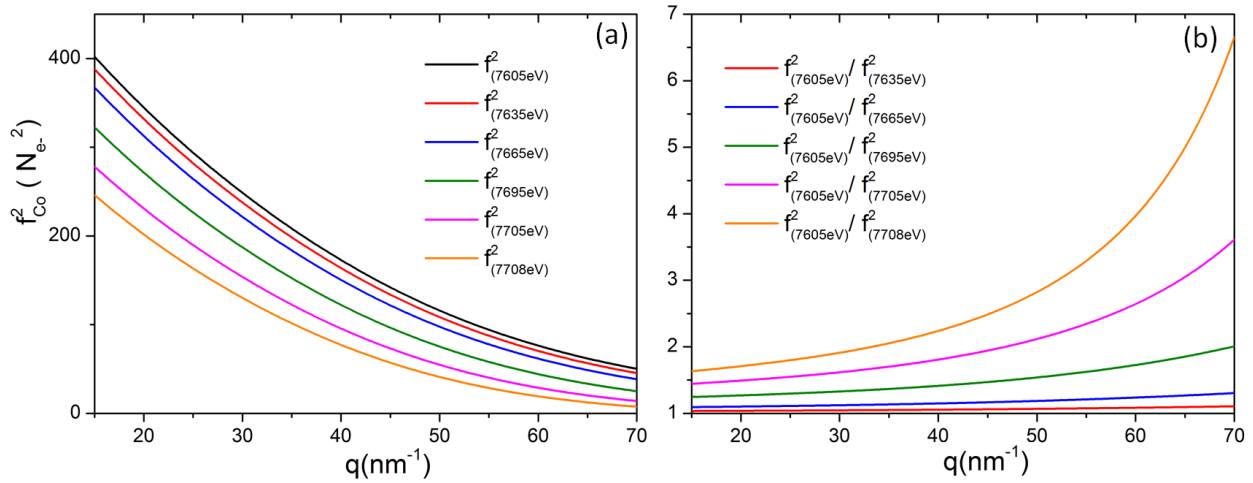 (a)
f²Co ( Ne-²)
400
200
0
20 30 40 50 60 70
q(nm⁻¹)
f²(7605eV)
f²(7635eV)
f²(7665eV)
f²(7695eV)
f²(7705eV)
f²(7708eV)
(b)
7
6
5
4
3
2
1
20 30 40 50 60 70
q(nm⁻¹)
f²(7605eV)/ f²(7635eV)
f²(7605eV)/ f²(7665eV)
f²(7605eV)/ f²(7695eV)
f²(7605eV)/ f²(7705eV)
f²(7605eV)/ f²(7708eV)